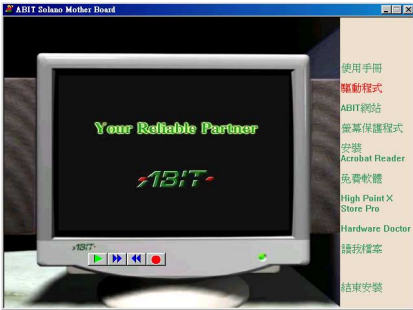 ABIT Solano Mother Board
Your Reliable Partner
ABIT
ABIT
使用手冊
驅動程式
ABIT網站
螢幕保護程式
安裝
Acrobat Reader
免費軟體
High Point X
Store Pro
Hardware Doctor
讀我檔案
結束安裝